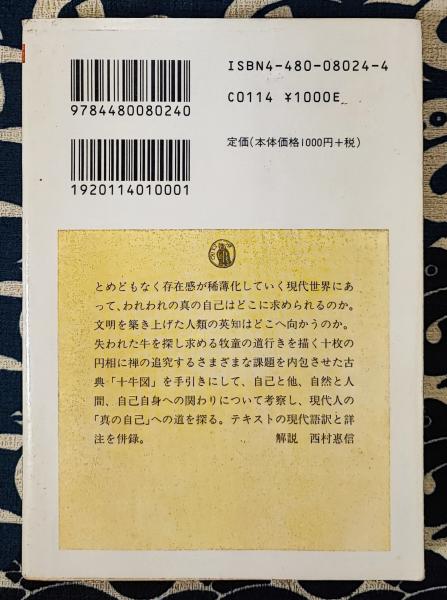 ISBN4-480-08024-4
9784480080240
C0114 ¥1000E
定価(本体価格1000円+税)
1920114010001
とめどもなく存在感が稀薄化していく現代世界にあ
って、われわれの真の自己はどこに求められるのか。
文明を築き上げた人類の英知はどこへ向かうのか。
失われた牛を探し求める牧童の道行きを描く十枚の
円相に禅の追究するさまざまな課題を内包させた古
典「十牛図」を手引きにして、自己と他、自然と人
間、自己自身への関わりについて考察し、現代人の
「真の自己」への道を探る。テキストの現代語訳と詳
注を併録。 解説 西村惠信